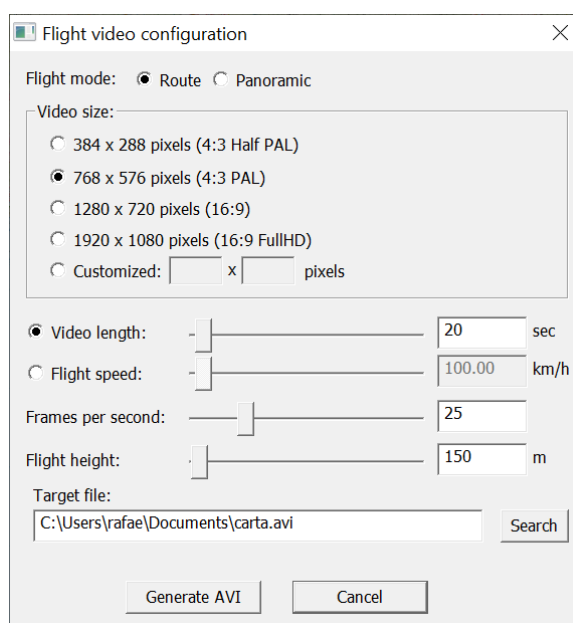 Flight video configuration
Flight mode: Route Panoramic
Video size:
384 x 288 pixels (4:3 Half PAL)
768 x 576 pixels (4:3 PAL)
1280 x 720 pixels (16:9)
1920 x 1080 pixels (16:9 FullHD)
Customized: x pixels
Video length: 20 sec
Flight speed: 100.00 km/h
Frames per second: 25
Flight height: 150 m
Target file:
C:\Users\rafae\Documents\carta.avi Search
Generate AVI Cancel